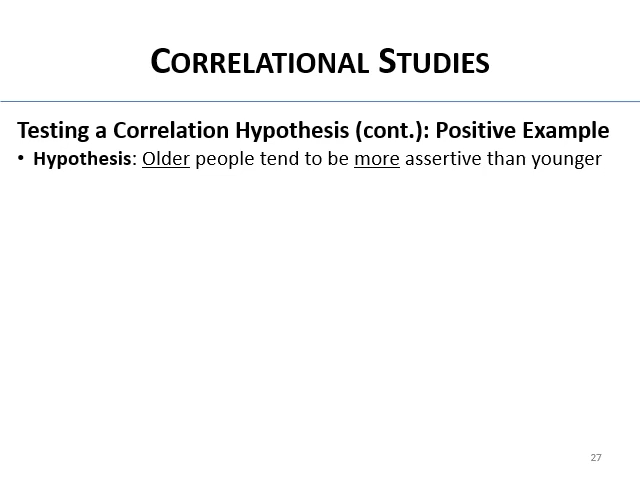 CORRELATIONAL STUDIES
Testing a Correlation Hypothesis (cont.): Positive Example
• Hypothesis: Older people tend to be more assertive than younger
27